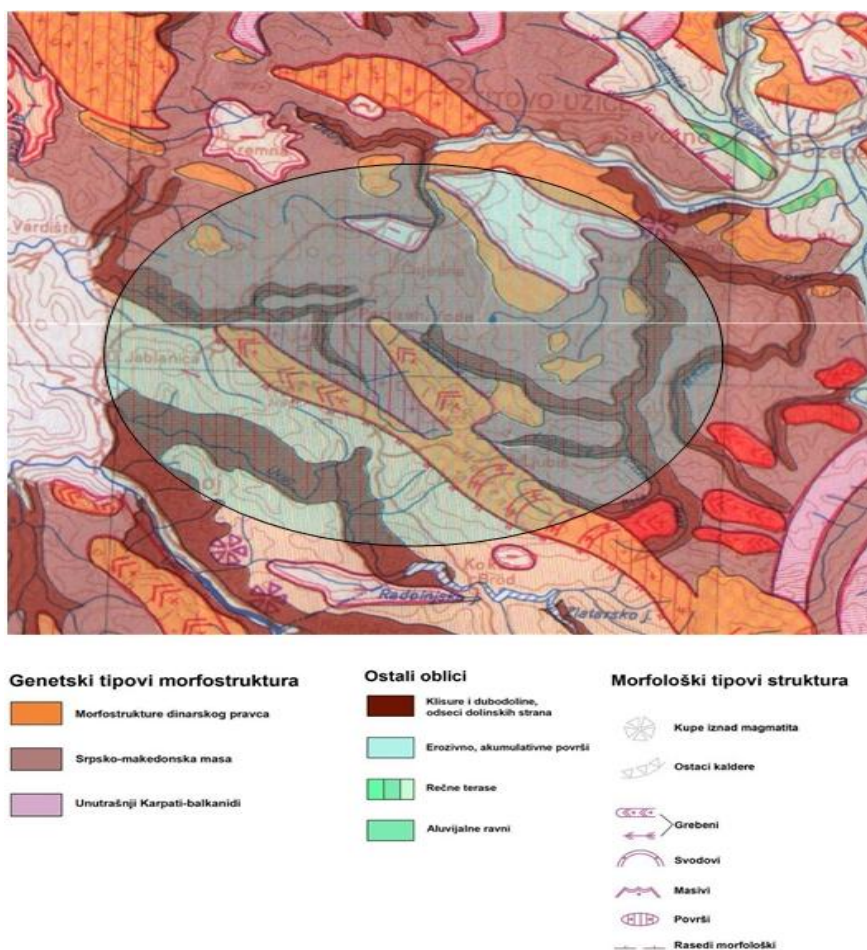 TITOVO UŽICE
Sevojno
Požega
Kremna
Vardište
Jablanica
Ljubiš
Kokin
Brod
Radoinjsko j.
Zlatarsko j.
Genetski tipovi morfostruktura
Morfostrukture dinarskog pravca
Srpsko-makedonska masa
Unutrašnji Karpati-balkanidi
Ostali oblici
Klisure i dubodoline,
odseci dolinskih strana
Erozivno, akumulativne površi
Rečne terase
Aluvijalne ravni
Morfološki tipovi struktura
Kupe iznad magmatita
Ostaci kaldere
Grebeni
Svodovi
Masivi
Površi
Rasedi morfološki